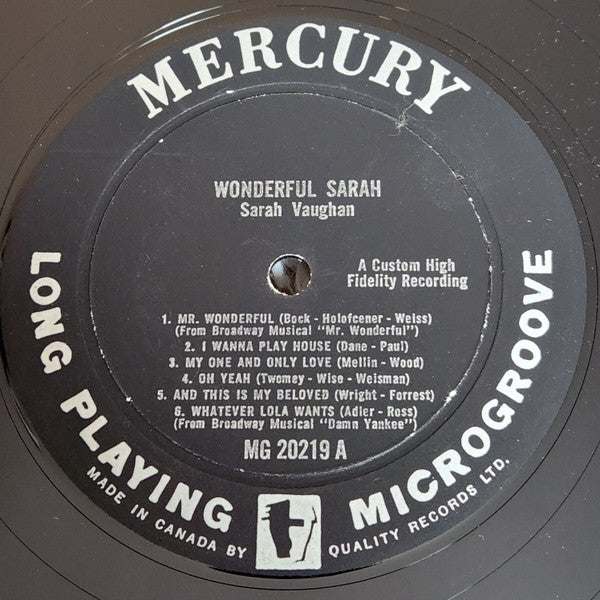 MERCURY
WONDERFUL SARAH
Sarah Vaughan
A Custom High
Fidelity Recording
1. MR. WONDERFUL (Bock - Holofcener - Weiss)
(From Broadway Musical "Mr. Wonderful")
2. I WANNA PLAY HOUSE (Dane - Paul)
3. MY ONE AND ONLY LOVE (Mellin - Wood)
4. OH YEAH (Twomey - Wise - Weisman)
5. AND THIS IS MY BELOVED (Wright - Forrest)
6. WHATEVER LOLA WANTS (Adler - Ross)
(From Broadway Musical "Damn Yankee")
MG 20219 A
LONG PLAYING MICROGROOVE
MADE IN CANADA BY QUALITY RECORDS LTD.